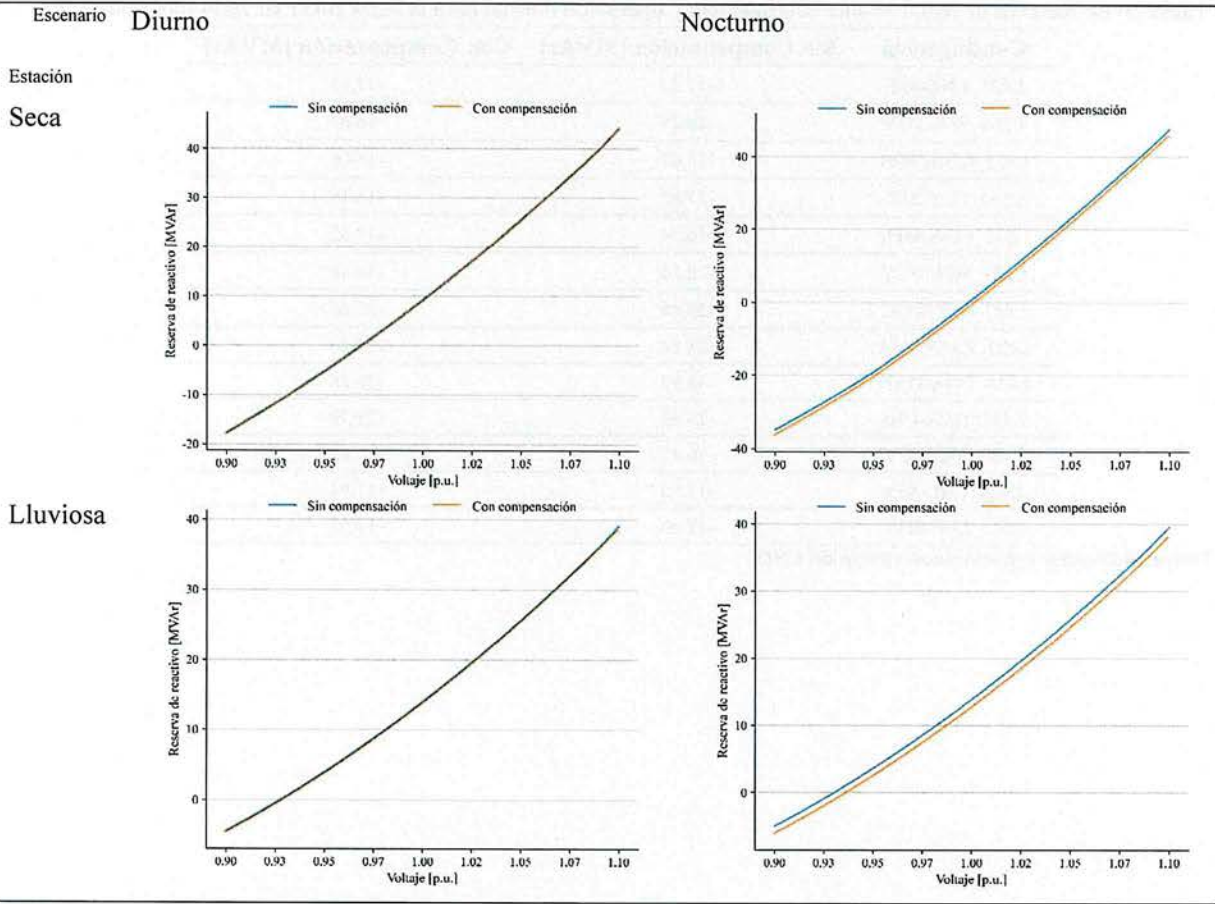 Escenario Diurno Nocturno
Estación
Seca
Sin compensación Con compensación
Reserva de reactivo [MVAr]
40
30
20
10
0
-10
-20
0.90 0.93 0.95 0.97 1.00 1.02 1.05 1.07 1.10
Voltaje [p.u.]
Sin compensación Con compensación
Reserva de reactivo [MVAr]
40
20
0
-20
-40
0.90 0.93 0.95 0.97 1.00 1.02 1.05 1.07 1.10
Voltaje [p.u.]
Lluviosa
Sin compensación Con compensación
Reserva de reactivo [MVAr]
40
30
20
10
0
0.90 0.93 0.95 0.97 1.00 1.02 1.05 1.07 1.10
Voltaje [p.u.]
Sin compensación Con compensación
Reserva de reactivo [MVAr]
40
30
20
10
0
0.90 0.93 0.95 0.97 1.00 1.02 1.05 1.07 1.10
Voltaje [p.u.]